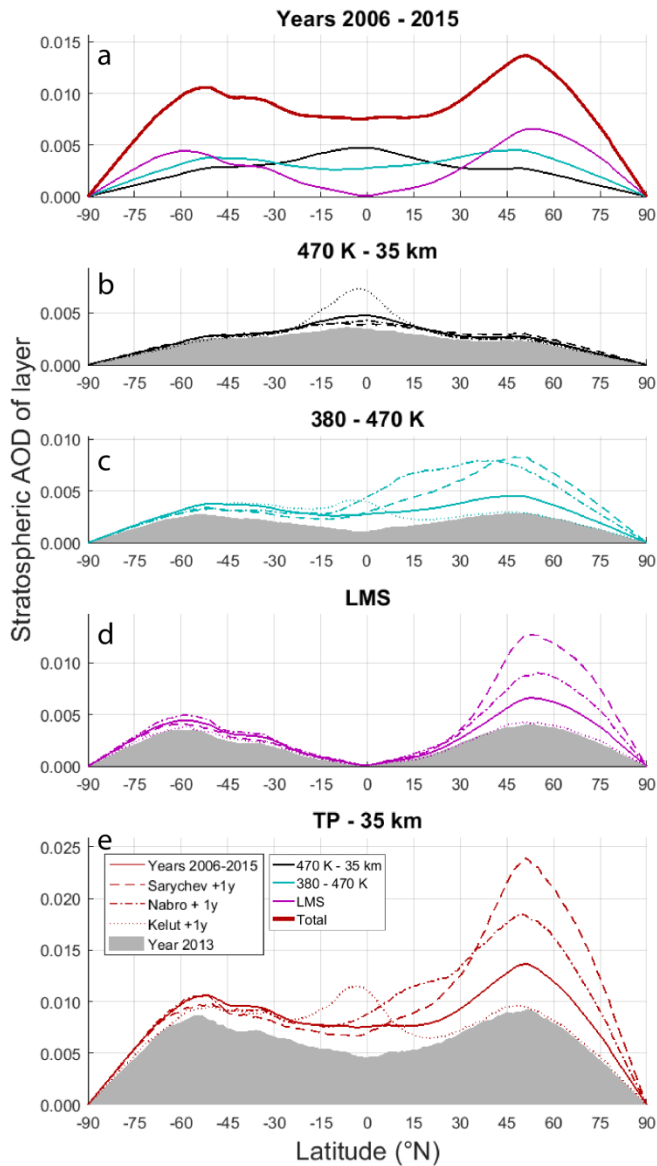 Years 2006 - 2015
a
0.015
0.010
0.005
0.000
-90 -75 -60 -45 -30 -15 0 15 30 45 60 75 90
470 K - 35 km
b
0.005
0.000
-90 -75 -60 -45 -30 -15 0 15 30 45 60 75 90
380 - 470 K
c
0.010
0.005
0.000
-90 -75 -60 -45 -30 -15 0 15 30 45 60 75 90
Stratospheric AOD of layer
LMS
d
0.010
0.005
0.000
-90 -75 -60 -45 -30 -15 0 15 30 45 60 75 90
TP - 35 km
e
0.025
0.020
0.015
0.010
0.005
0.000
Years 2006-2015
Sarychev +1y
Nabro + 1y
Kelut +1y
Year 2013
470 K - 35 km
380 - 470 K
LMS
Total
-90 -75 -60 -45 -30 -15 0 15 30 45 60 75 90
Latitude (°N)